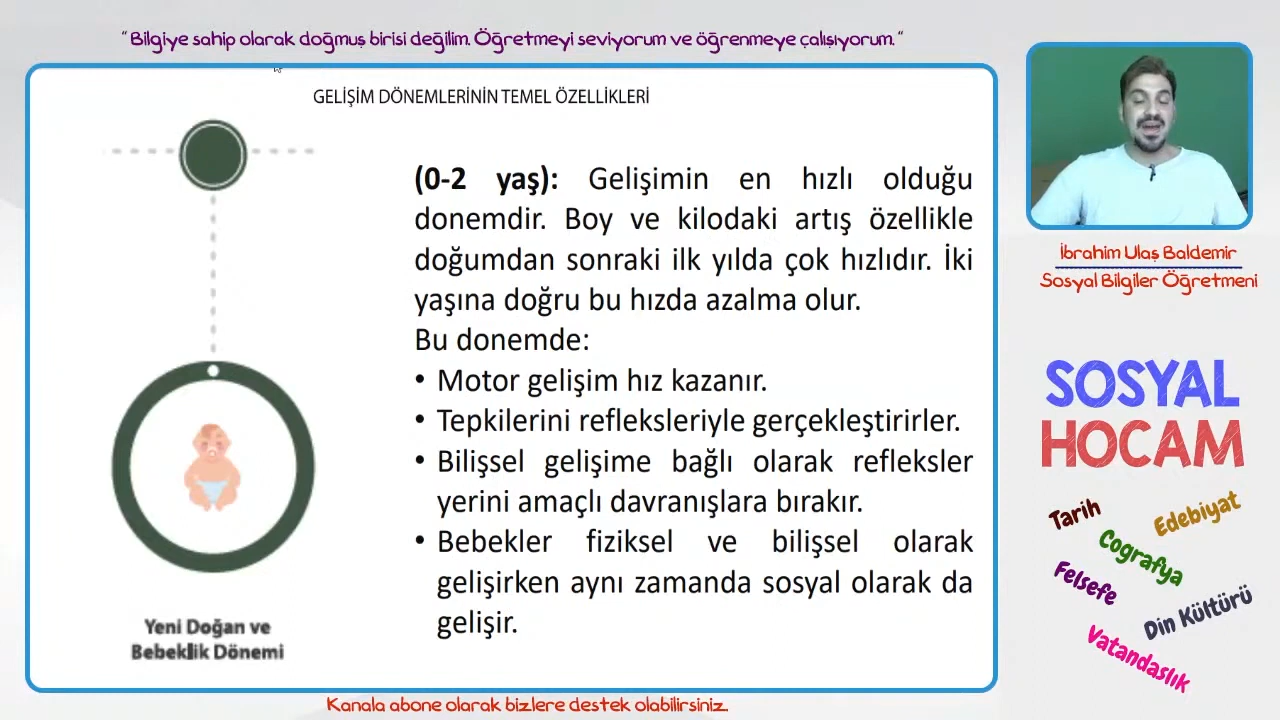 “ Bilgiye sahip olarak doğmuş birisi değilim. Öğretmeyi seviyorum ve öğrenmeye çalışıyorum. “
GELİŞİM DÖNEMLERİNİN TEMEL ÖZELLİKLERİ
(0-2 yaş): Gelişimin en hızlı olduğu
donemdir. Boy ve kilodaki artış özellikle
doğumdan sonraki ilk yılda çok hızlıdır. İki
yaşına doğru bu hızda azalma olur.
Bu donemde:
• Motor gelişim hız kazanır.
• Tepkilerini refleksleriyle gerçekleştirirler.
• Bilişsel gelişime bağlı olarak refleksler
yerini amaçlı davranışlara bırakır.
• Bebekler fiziksel ve bilişsel olarak
gelişirken aynı zamanda sosyal olarak da
gelişir.
Yeni Doğan ve
Bebeklik Dönemi
İbrahim Ulaş Baldemir
Sosyal Bilgiler Öğretmeni
SOSYAL
HOCAM
Tarih
Edebiyat
Coğrafya
Felsefe
Din Kültürü
Vatandaslık
Kanala abone olarak bizlere destek olabilirsiniz.